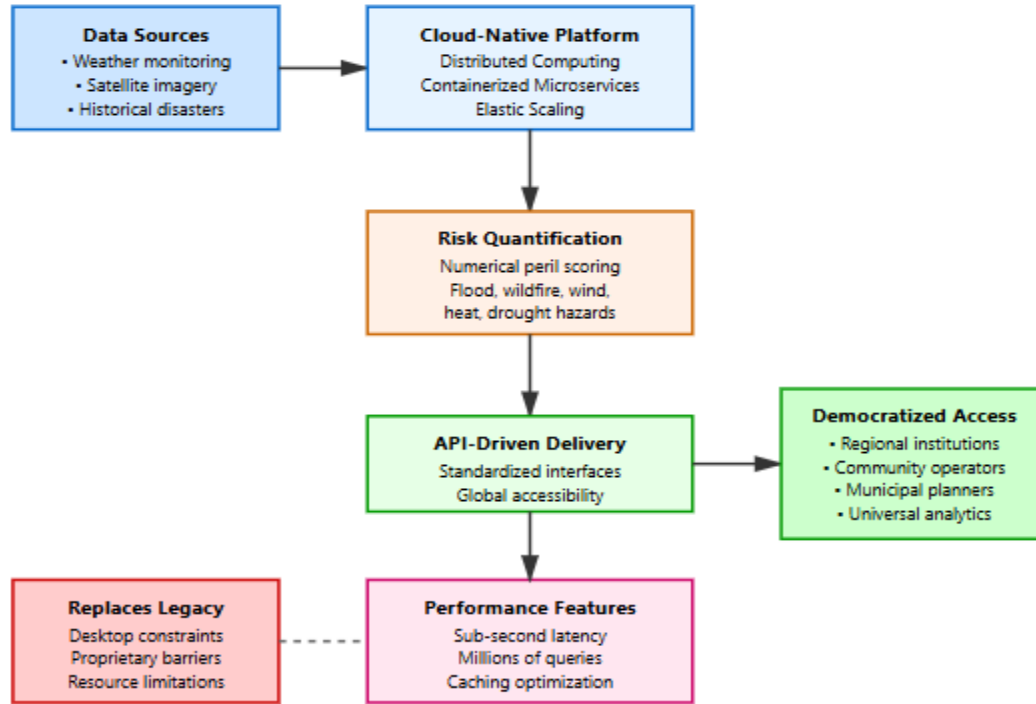 Data Sources
• Weather monitoring
• Satellite imagery
• Historical disasters
Cloud-Native Platform
Distributed Computing
Containerized Microservices
Elastic Scaling
Risk Quantification
Numerical peril scoring
Flood, wildfire, wind,
heat, drought hazards
API-Driven Delivery
Standardized interfaces
Global accessibility
Democratized Access
• Regional institutions
• Community operators
• Municipal planners
• Universal analytics
Replaces Legacy
Desktop constraints
Proprietary barriers
Resource limitations
Performance Features
Sub-second latency
Millions of queries
Caching optimization